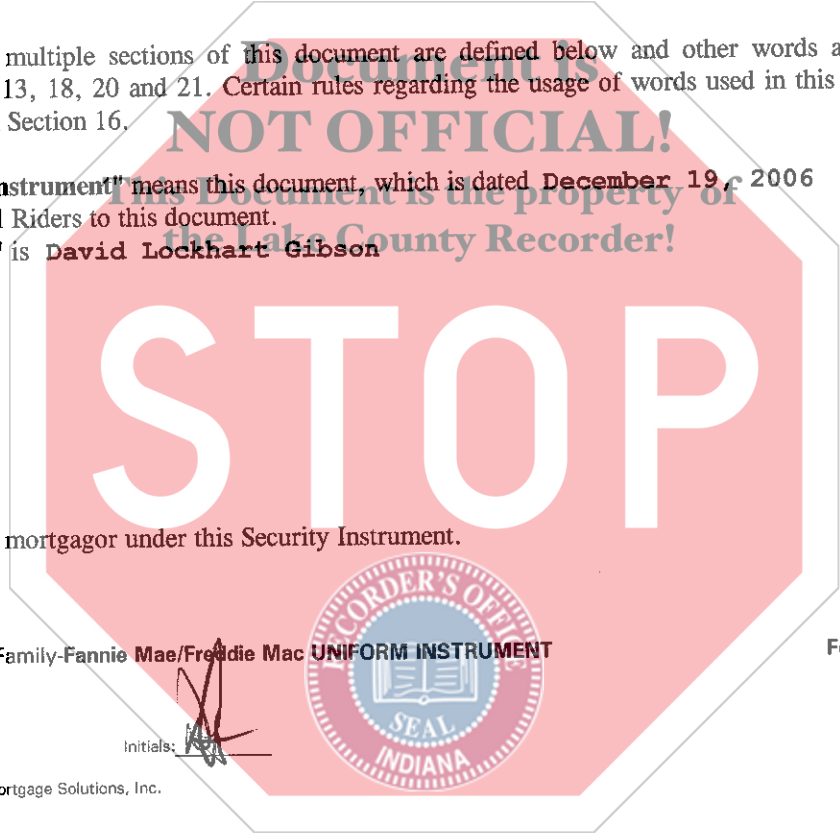 multiple sections of this document are defined below and other words a
Document is
13, 18, 20 and 21. Certain rules regarding the usage of words used in this
Section 16.
NOT OFFICIAL!
nstrument" means this document, which is dated December 19, 2006
This Document is the property of
l Riders to this document.
the Lake County Recorder!
" is David Lockhart Gibson
STOP
mortgagor under this Security Instrument.
RECORDER'S OFFICE
SEAL
INDIANA
Family-Fannie Mae/Freddie Mac UNIFORM INSTRUMENT
Fo
Initials:
ortgage Solutions, Inc.